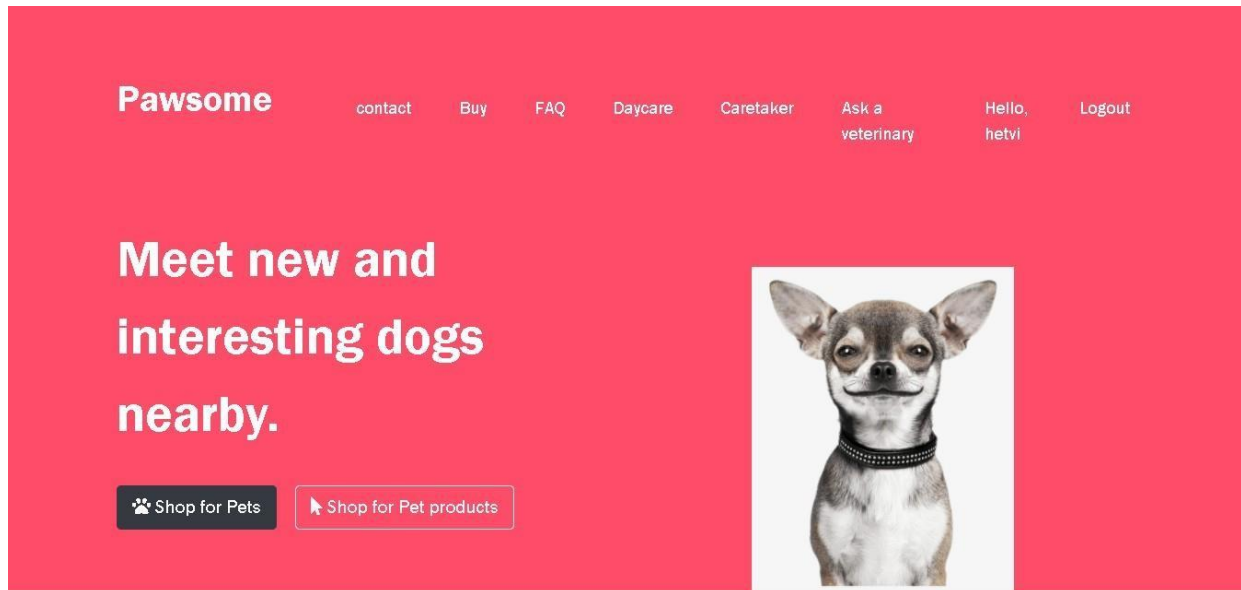 Pawsome
contact
Buy
FAQ
Daycare
Caretaker
Ask a
veterinary
Hello,
hetvi
Logout
Meet new and
interesting dogs
nearby.
Shop for Pets
Shop for Pet products